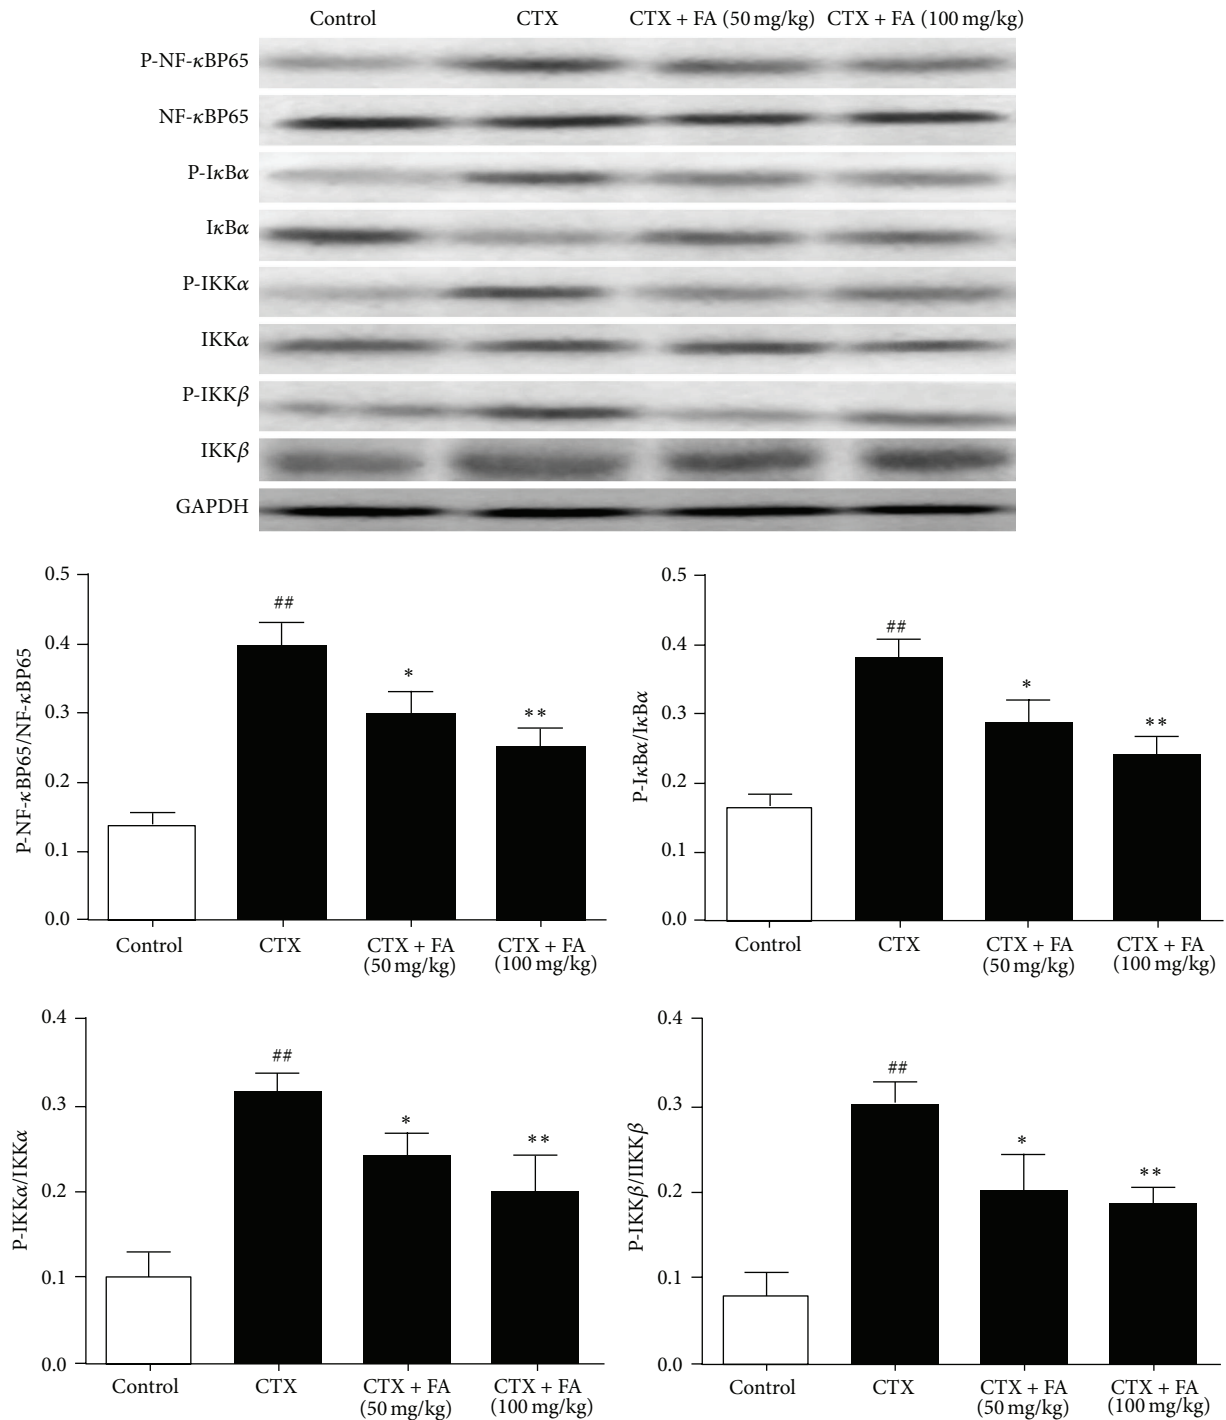 Control CTX CTX + FA (50 mg/kg) CTX + FA (100 mg/kg)
P-NF-κBP65
NF-κBP65
P-IκBα
IκBα
P-IKKα
IKKα
P-IKKβ
IKKβ
GAPDH
P-NF-κBP65/NF-κBP65
0.5
0.4
0.3
0.2
0.1
0.0
##
*
**
Control CTX CTX + FA CTX + FA
(50 mg/kg) (100 mg/kg)
P-IκBα/IκBα
0.5
0.4
0.3
0.2
0.1
0.0
##
*
**
Control CTX CTX + FA CTX + FA
(50 mg/kg) (100 mg/kg)
P-IKKα/IKKα
0.4
0.3
0.2
0.1
0.0
##
*
**
Control CTX CTX + FA CTX + FA
(50 mg/kg) (100 mg/kg)
P-IKKβ/IIKKβ
0.4
0.3
0.2
0.1
0.0
##
*
**
Control CTX CTX + FA CTX + FA
(50 mg/kg) (100 mg/kg)